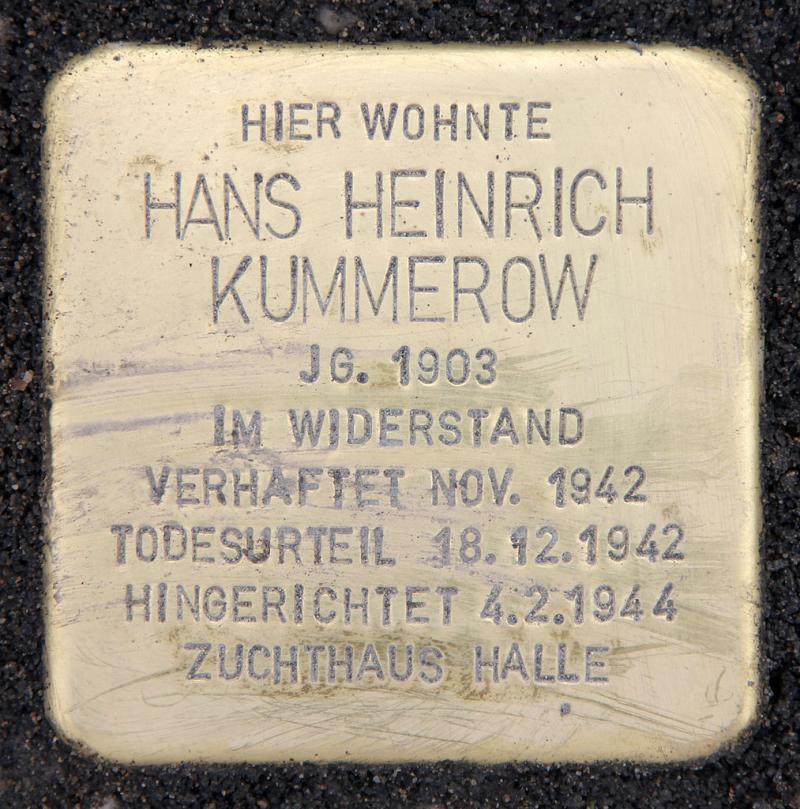 HIER WOHNTE
HANS HEINRICH
KUMMEROW
JG. 1903
IM WIDERSTAND
VERHAFTET NOV. 1942
TODESURTEIL 18.12.1942
HINGERICHTET 4.2.1944
ZUCHTHAUS HALLE